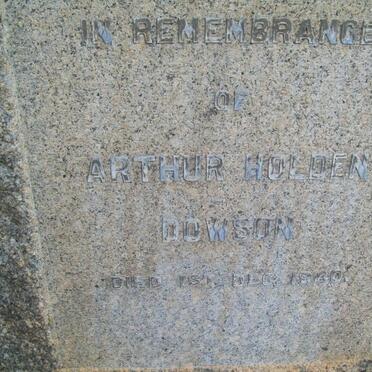 IN REMEMBRANCE
OF
ARTHUR HOLDEN
DOWSON
DIED 1ST DEC.